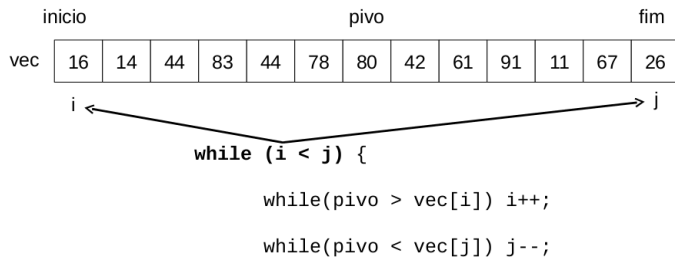 inicio pivo fim
vec 16 14 44 83 44 78 80 42 61 91 11 67 26
i j
while (i < j) {
while(pivo > vec[i]) i++;
while(pivo < vec[j]) j--;